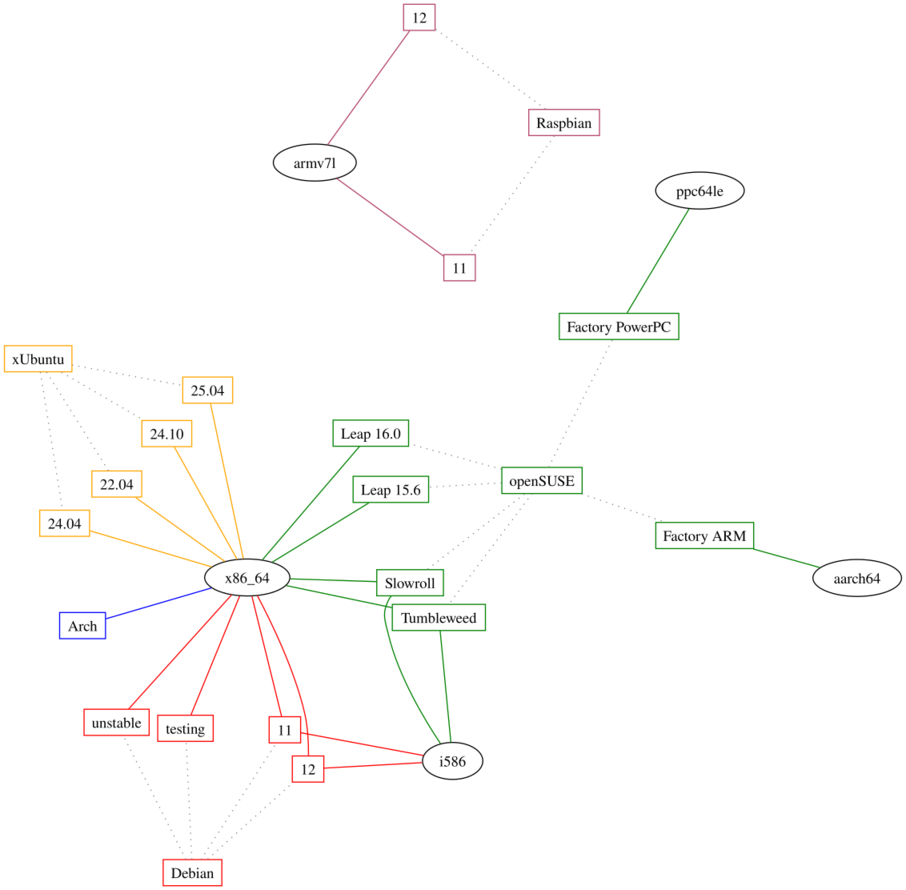 12
Raspbian
armv7l
ppc64le
11
Factory PowerPC
xUbuntu
25.04
24.10
Leap 16.0
22.04
Leap 15.6
openSUSE
24.04
Factory ARM
x86_64
Slowroll
aarch64
Arch
Tumbleweed
unstable
testing
11
12
i586
Debian